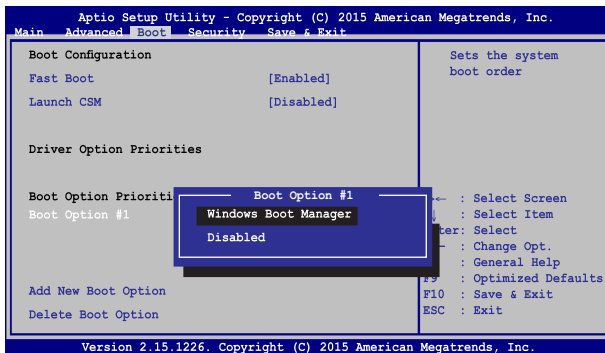 Aptio Setup Utility - Copyright (C) 2015 American Megatrends, Inc.
Main Advanced Boot Security Save & Exit
Boot Configuration
Fast Boot [Enabled]
Launch CSM [Disabled]
Driver Option Priorities
Boot Option Prioriti
Boot Option #1
Add New Boot Option
Delete Boot Option
Boot Option #1
Windows Boot Manager
Disabled
Sets the system
boot order
→← : Select Screen
↑↓ : Select Item
ter: Select
— : Change Opt.
: General Help
F9 : Optimized Defaults
F10 : Save & Exit
ESC : Exit
Version 2.15.1226. Copyright (C) 2015 American Megatrends, Inc.